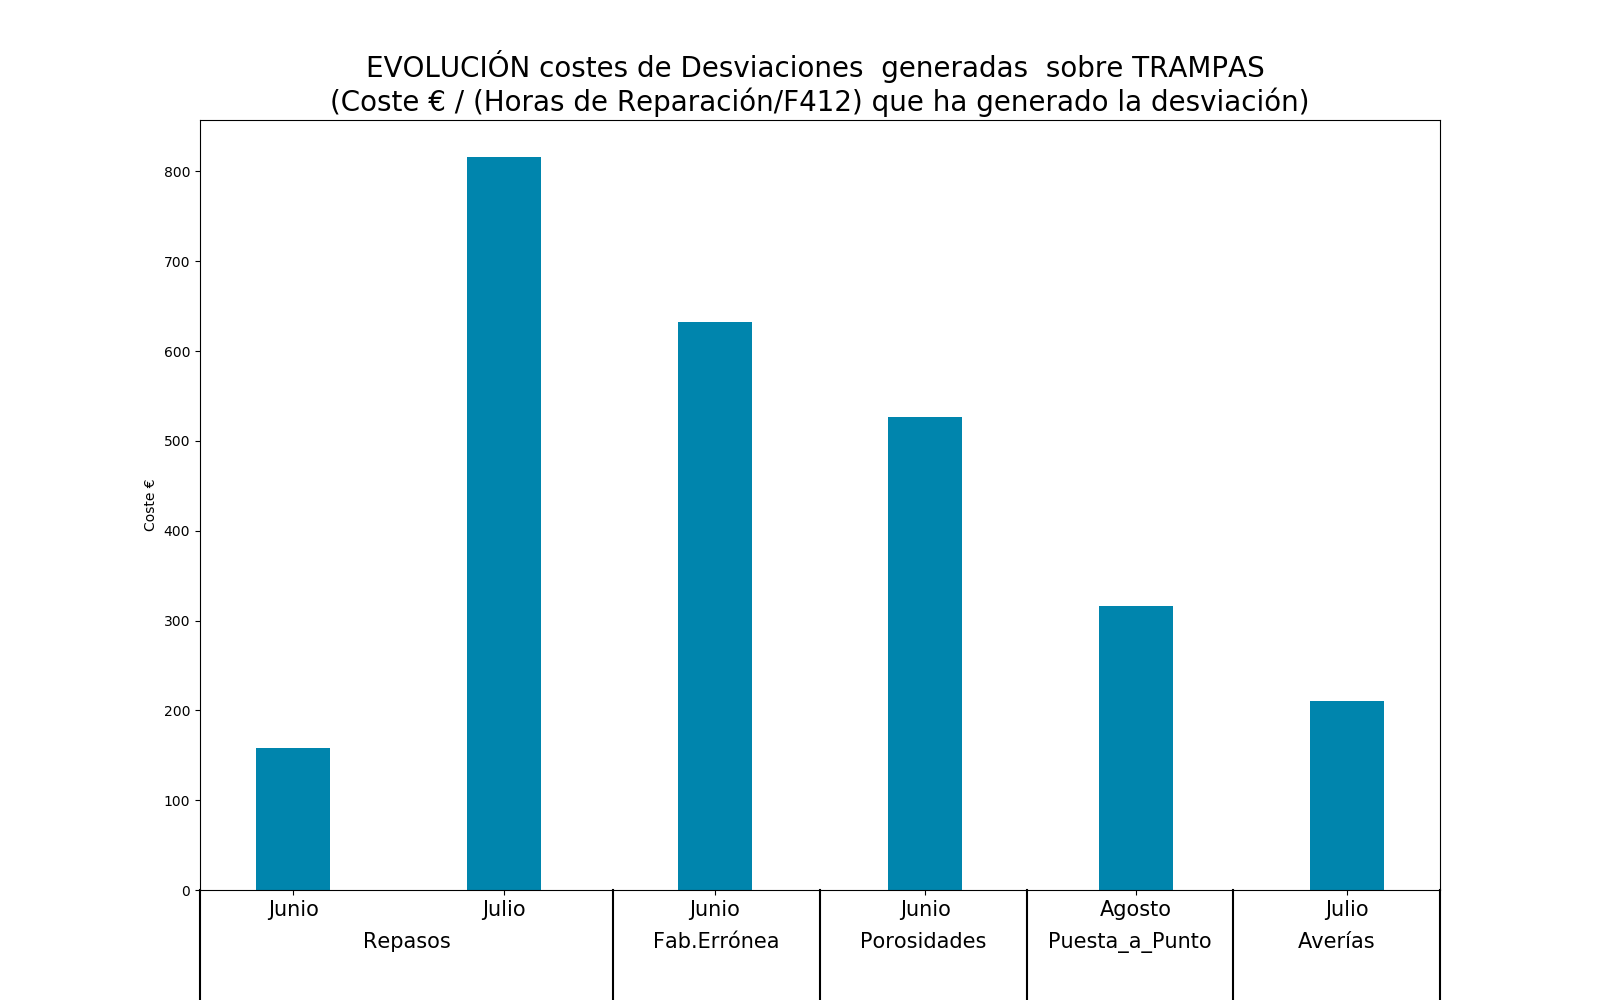 EVOLUCIÓN costes de Desviaciones  generadas  sobre TRAMPAS
(Coste € / (Horas de Reparación/F412) que ha generado la desviación)
Coste €
800
700
600
500
400
300
200
100
0
Junio Julio Junio Junio Agosto Julio
Repasos Fab.Errónea Porosidades Puesta_a_Punto Averías